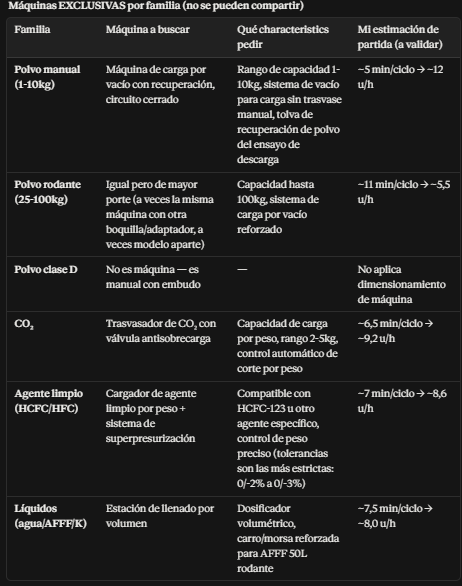 Máquinas EXCLUSIVAS por familia (no se pueden compartir)
Familia
Máquina a buscar
Qué characteristics
pedir
Mi estimación de
partida (a validar)
Polvo manual
(1-10kg)
Máquina de carga por
vacío con recuperación,
circuito cerrado
Rango de capacidad 1-
10kg, sistema de vacío
para carga sin trasvase
manual, tolva de
recuperación de polvo
del ensayo de
descarga
~5 min/ciclo → ~12
u/h
Polvo rodante
(25-100kg)
Igual pero de mayor
porte (a veces la misma
máquina con otra
boquilla/adaptador, a
veces modelo aparte)
Capacidad hasta
100kg, sistema de
carga por vacío
reforzado
~11 min/ciclo → ~5,5
u/h
Polvo clase D
No es máquina — es
manual con embudo
—
No aplica
dimensionamiento
de máquina
CO₂
Trasvasador de CO₂ con
válvula antisobrecarga
Capacidad de carga
por peso, rango 2-5kg,
control automático de
corte por peso
~6,5 min/ciclo →
~9,2 u/h
Agente limpio
(HCFC/HFC)
Cargador de agente
limpio por peso +
sistema de
superpresurización
Compatible con
HCFC-123 u otro
agente específico,
control de peso
preciso (tolerancias
son las más estrictas:
0/-2% a 0/-3%)
~7 min/ciclo → ~8,6
u/h
Líquidos
(agua/AFFF/K)
Estación de llenado por
volumen
Dosificador
volumétrico,
carro/morsa reforzada
para AFFF 50L
rodante
~7,5 min/ciclo →
~8,0 u/h